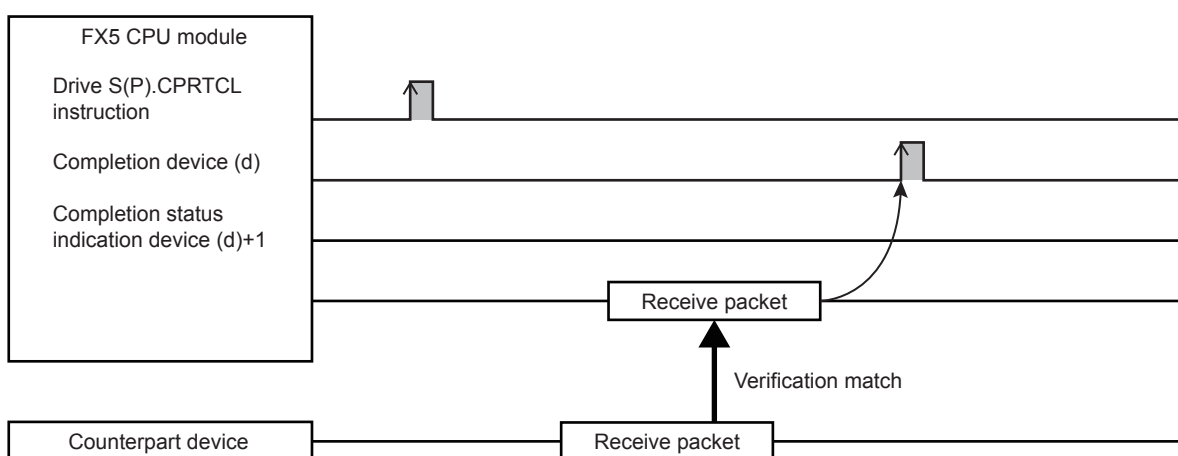 FX5 CPU module
Drive S(P).CPRTCL
instruction
Completion device (d)
Completion status
indication device (d)+1
Receive packet
Verification match
Counterpart device
Receive packet